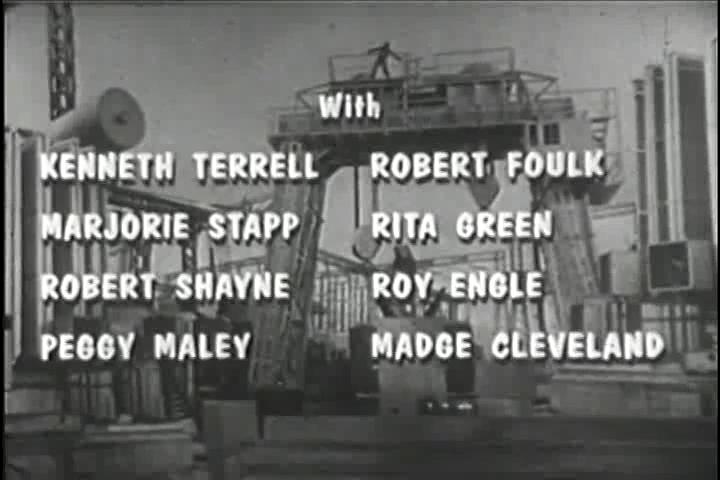 With
KENNETH TERRELL
ROBERT FOULK
MARJORIE STAPP
RITA GREEN
ROBERT SHAYNE
ROY ENGLE
PEGGY MALEY
MADGE CLEVELAND